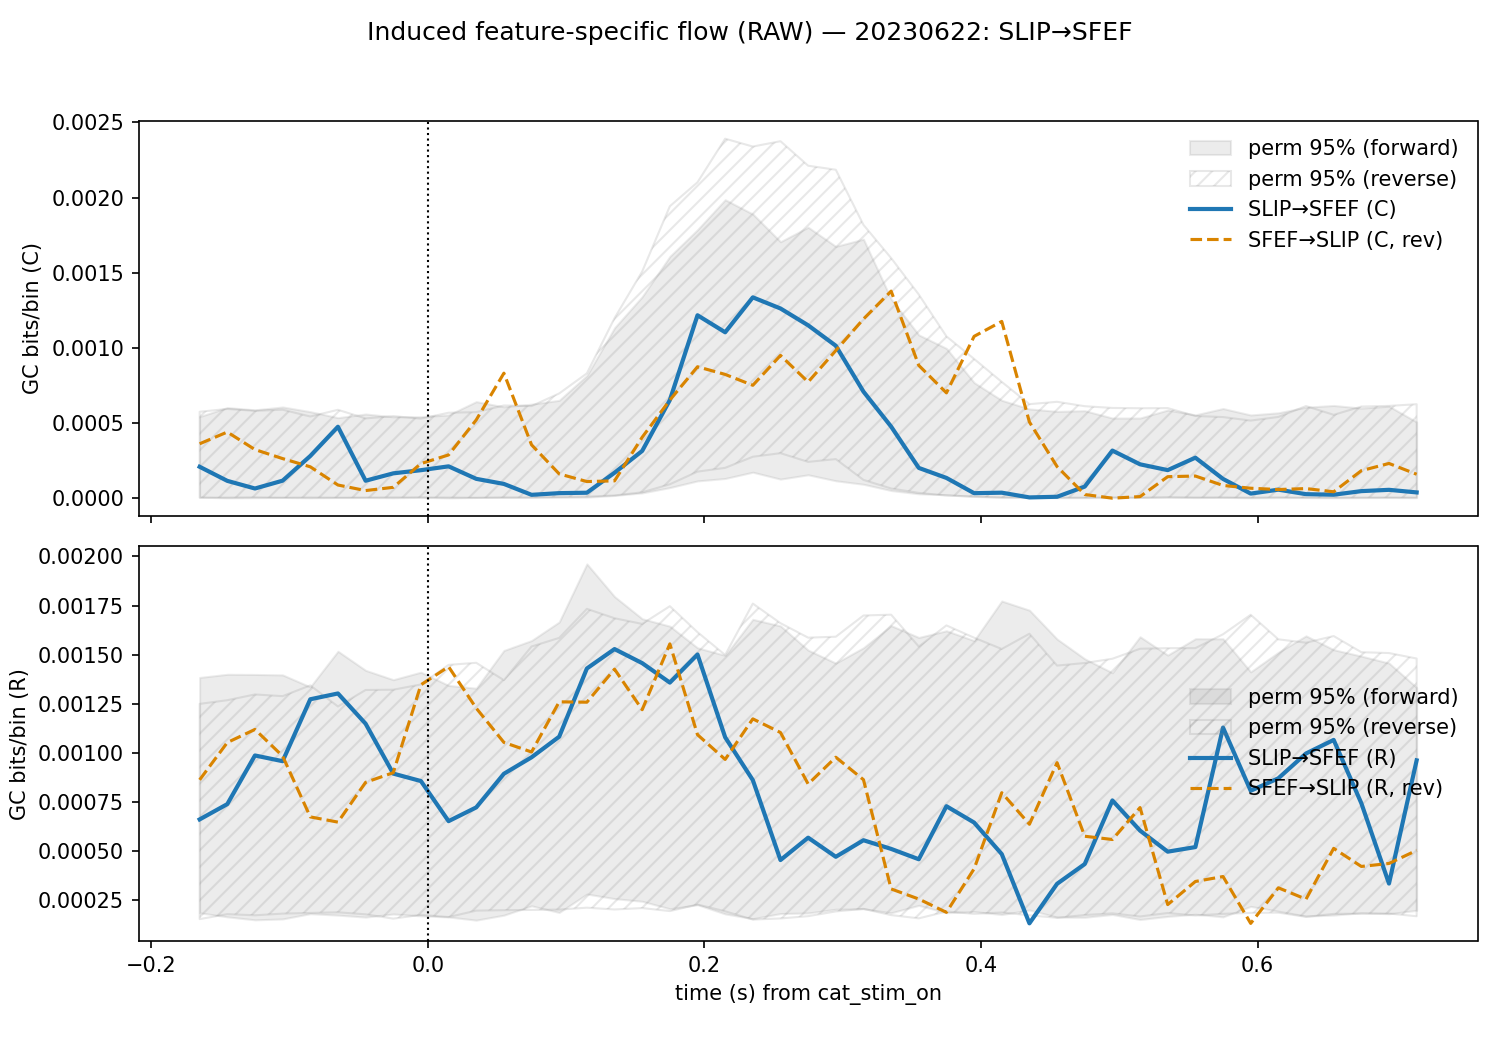 Induced feature-specific flow (RAW) — 20230622: SLIP→SFEF
GC bits/bin (C)
0.0025
0.0020
0.0015
0.0010
0.0005
0.0000
perm 95% (forward)
perm 95% (reverse)
SLIP→SFEF (C)
SFEF→SLIP (C, rev)
GC bits/bin (R)
0.00200
0.00175
0.00150
0.00125
0.00100
0.00075
0.00050
0.00025
perm 95% (forward)
perm 95% (reverse)
SLIP→SFEF (R)
SFEF→SLIP (R, rev)
−0.2 0.0 0.2 0.4 0.6
time (s) from cat_stim_on